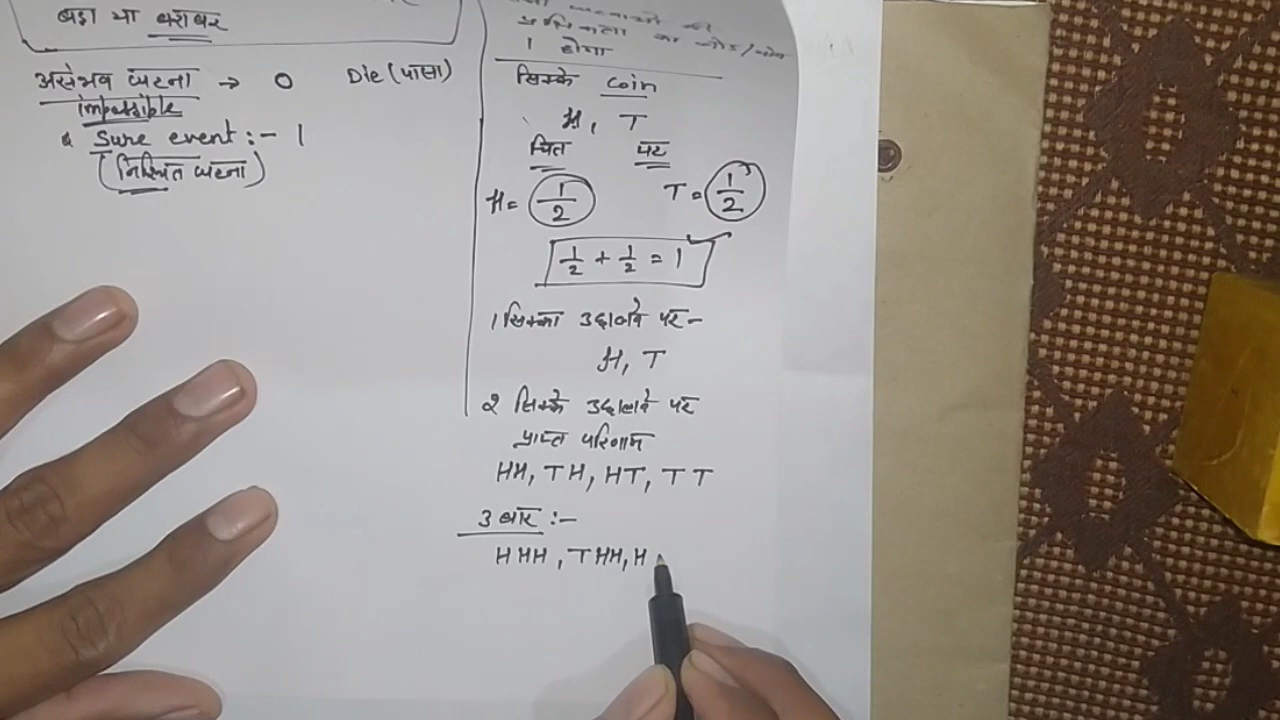 बड़ा या बराबर
असंभव घटना → 0 Die (पासा)
impossible
Sure event :- 1
(निश्चित घटना)
का जोड़/योग
1 होगा
सिक्के coin
H, T
चित पट
H = 1/2 T = 1/2
1/2 + 1/2 = 1
1 सिक्का उछालने पर-
H, T
2 सिक्के उछालने पर
प्राप्त परिणाम
HH, TH, HT, TT
3 बार :-
HHH, THH, H